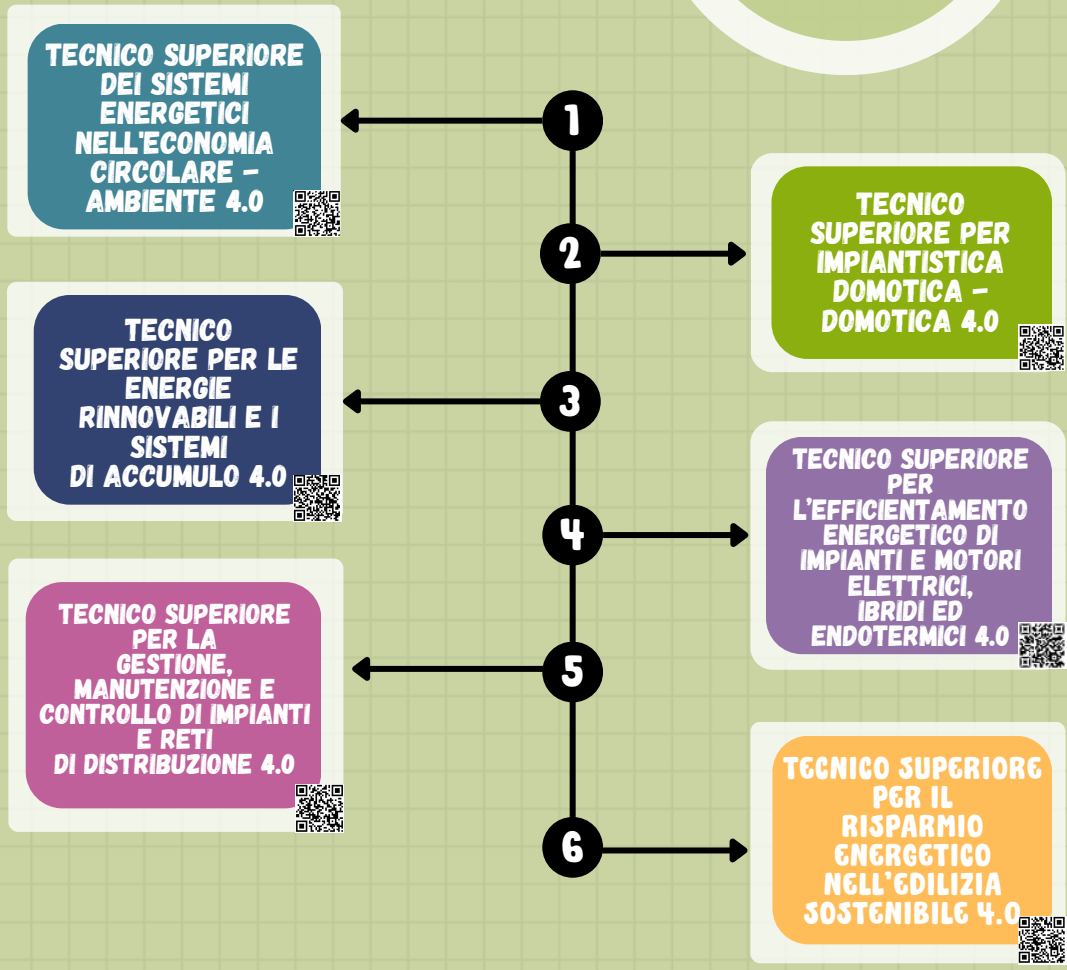 1
TECNICO SUPERIORE
DEI SISTEMI
ENERGETICI
NELL'ECONOMIA
CIRCOLARE –
AMBIENTE 4.0
2
TECNICO
SUPERIORE PER
IMPIANTISTICA
DOMOTICA –
DOMOTICA 4.0
3
TECNICO
SUPERIORE PER LE
ENERGIE
RINNOVABILI E I
SISTEMI
DI ACCUMULO 4.0
4
TECNICO SUPERIORE
PER
L'EFFICIENTAMENTO
ENERGETICO DI
IMPIANTI E MOTORI
ELETTRICI,
IBRIDI ED
ENDOTERMICI 4.0
5
TECNICO SUPERIORE
PER LA
GESTIONE,
MANUTENZIONE E
CONTROLLO DI IMPIANTI
E RETI
DI DISTRIBUZIONE 4.0
6
TECNICO SUPERIORE
PER IL
RISPARMIO
ENERGETICO
NELL'EDILIZIA
SOSTENIBILE 4.0